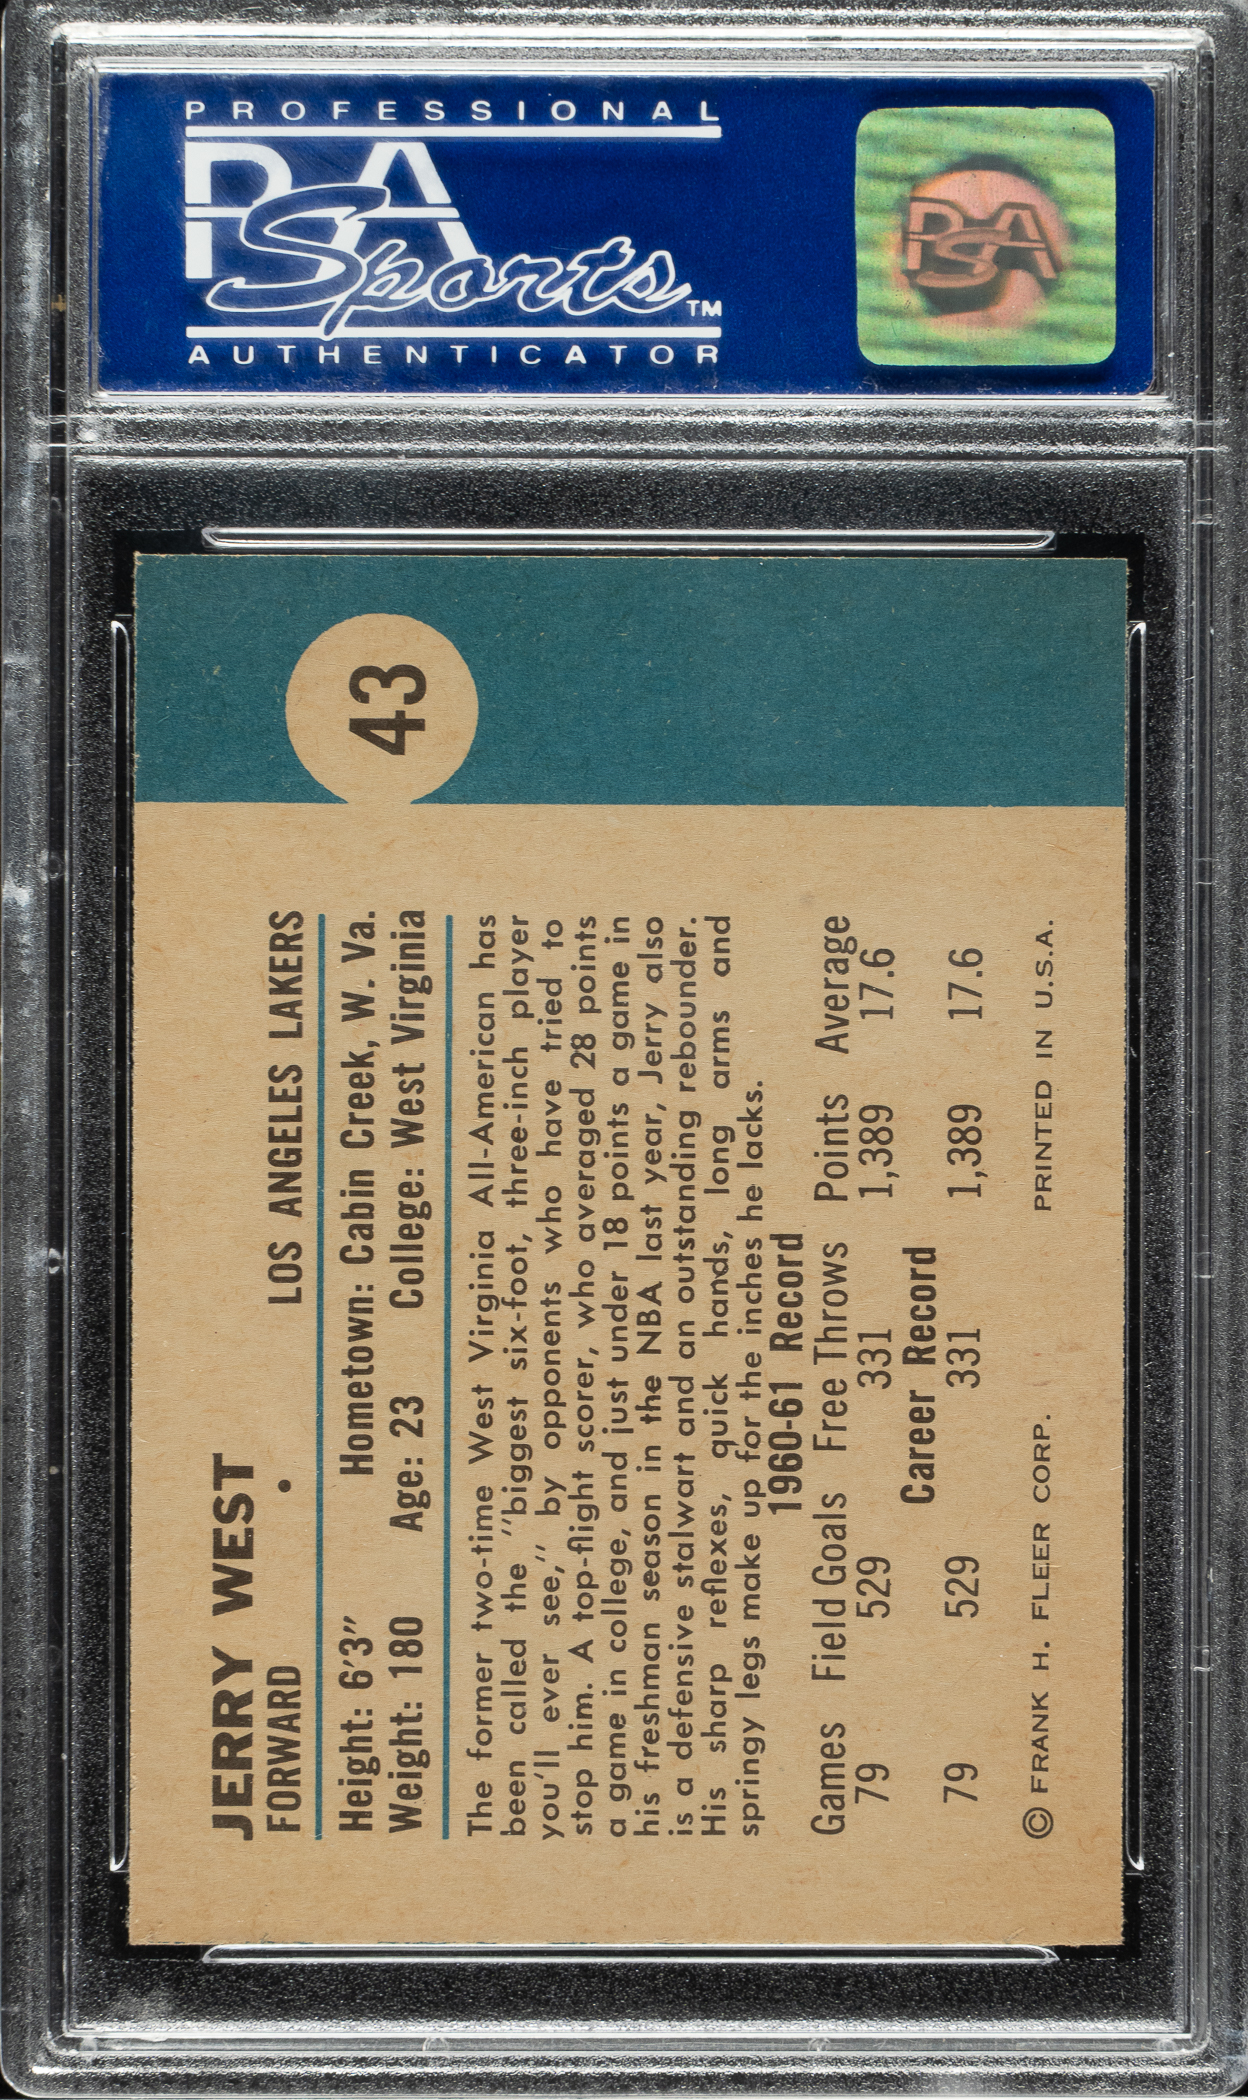 PROFESSIONAL
PSA
Sports™
AUTHENTICATOR
PSA
43
JERRY WEST
FORWARD • LOS ANGELES LAKERS
Height: 6'3" Hometown: Cabin Creek, W. Va.
Weight: 180 Age: 23 College: West Virginia
The former two-time West Virginia All-American has
been called the "biggest six-foot, three-inch player
you'll ever see," by opponents who have tried to
stop him. A top-flight scorer, who averaged 28 points
a game in college, and just under 18 points a game in
his freshman season in the NBA last year, Jerry also
is a defensive stalwart and an outstanding rebounder.
His sharp reflexes, quick hands, long arms and
springy legs make up for the inches he lacks.
1960-61 Record
Games Field Goals Free Throws Points Average
79 529 331 1,389 17.6
Career Record
79 529 331 1,389 17.6
© FRANK H. FLEER CORP. PRINTED IN U.S.A.